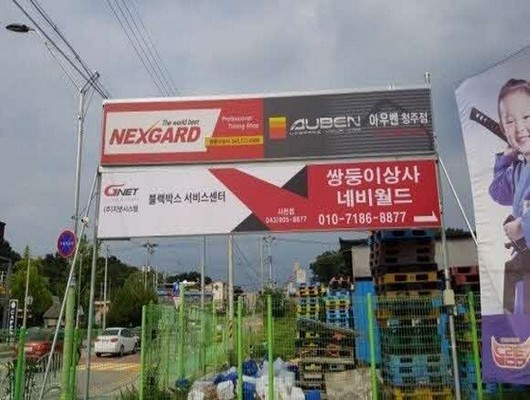 The world best
NEXGARD
Professional
Tinting Shop
AUBEN
아우벤 청주점
GNET
(주)지넷시스템
블랙박스 서비스센터
사천점
043)905-8877
쌍둥이상사
네비월드
010-7186-8877